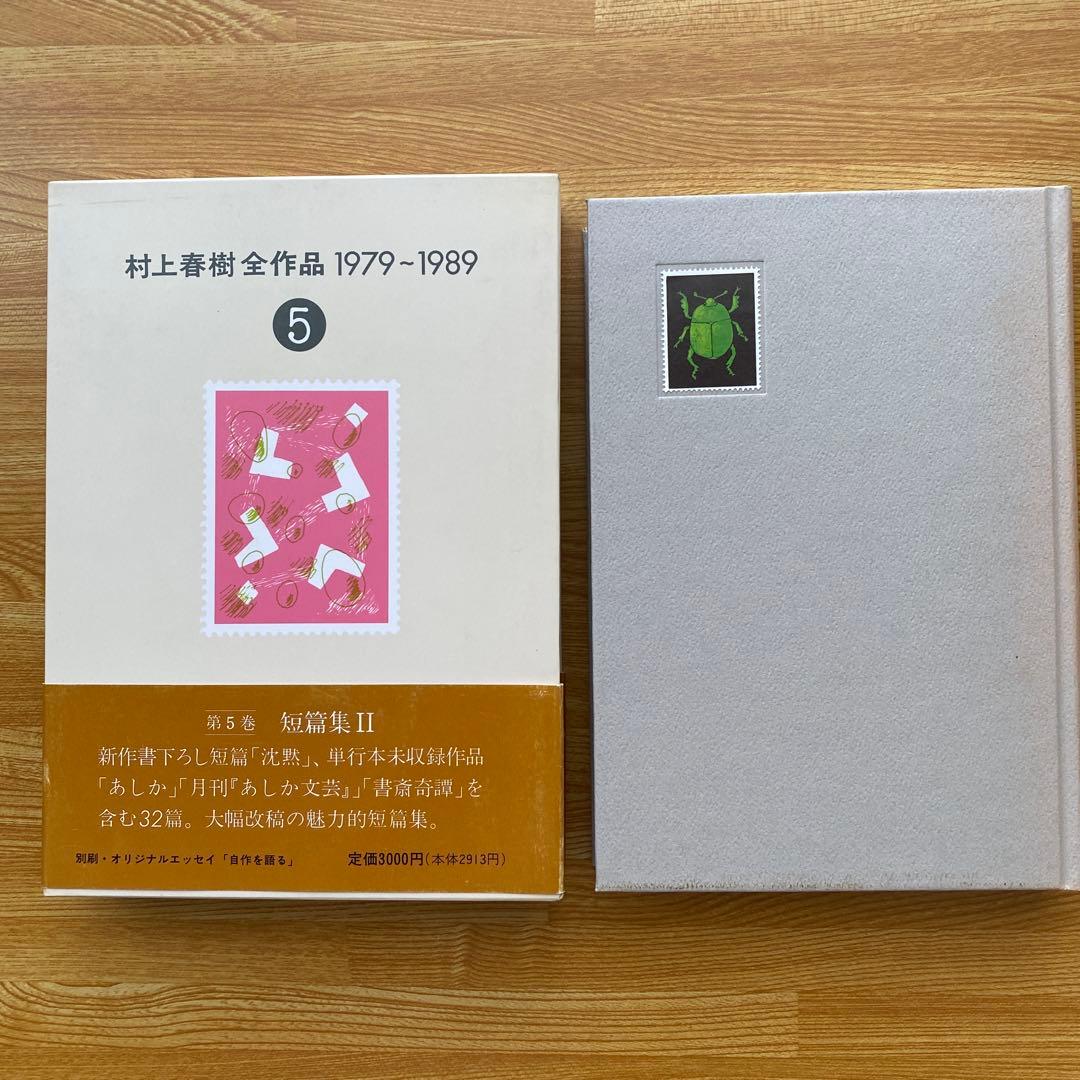 村上春樹 全作品 1979~1989
5
第5巻 短篇集II
新作書下ろし短篇「沈黙」、単行本未収録作品
「あしか」「月刊『あしか文芸』」「書斎奇譚」を
含む32篇。大幅改稿の魅力的短篇集。
別刷・オリジナルエッセイ「自作を語る」 定価3000円(本体2913円)